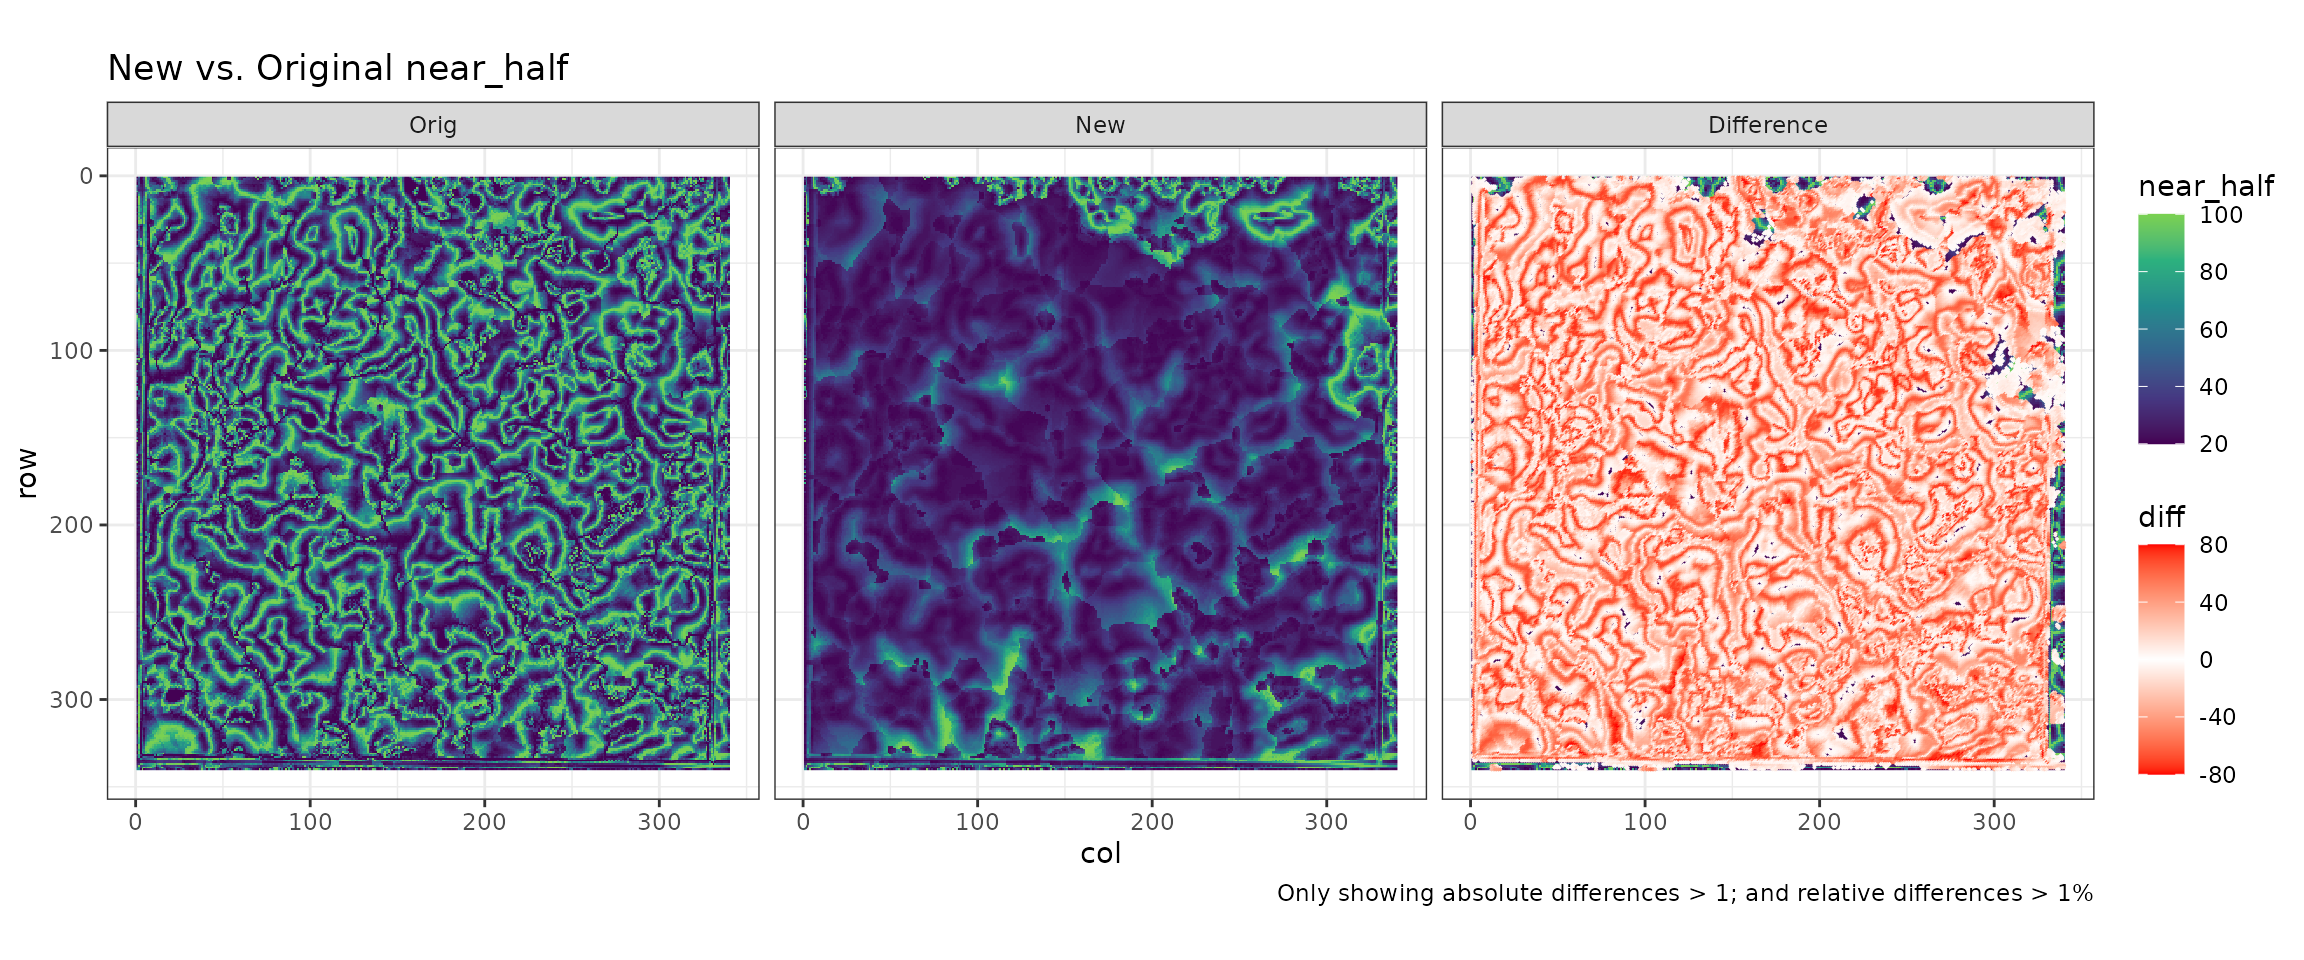 New vs. Original near_half
Orig
New
Difference
0
100
200
300
row
0
100
200
300
0
100
200
300
0
100
200
300
col
near_half
100
80
60
40
20
diff
80
40
0
-40
-80
Only showing absolute differences > 1; and relative differences > 1%